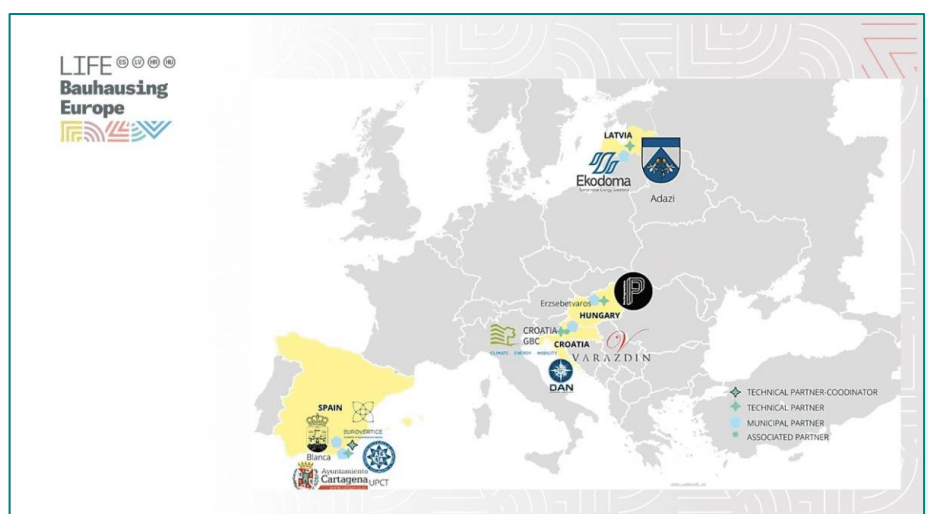 LIFE ES LV HR HU
Bauhausing
Europe
LATVIA
Ekodoma
Adazi
Erzsebetvaros
HUNGARY
CROATIA
GBC
CROATIA
CLIMATE ENERGY MOBILITY
VARAZDIN
DAN
SPAIN
EUROVERTICE
Blanca
Ayuntamiento
Cartagena
UPCT
TECHNICAL PARTNER-COODINATOR
TECHNICAL PARTNER
MUNICIPAL PARTNER
ASSOCIATED PARTNER